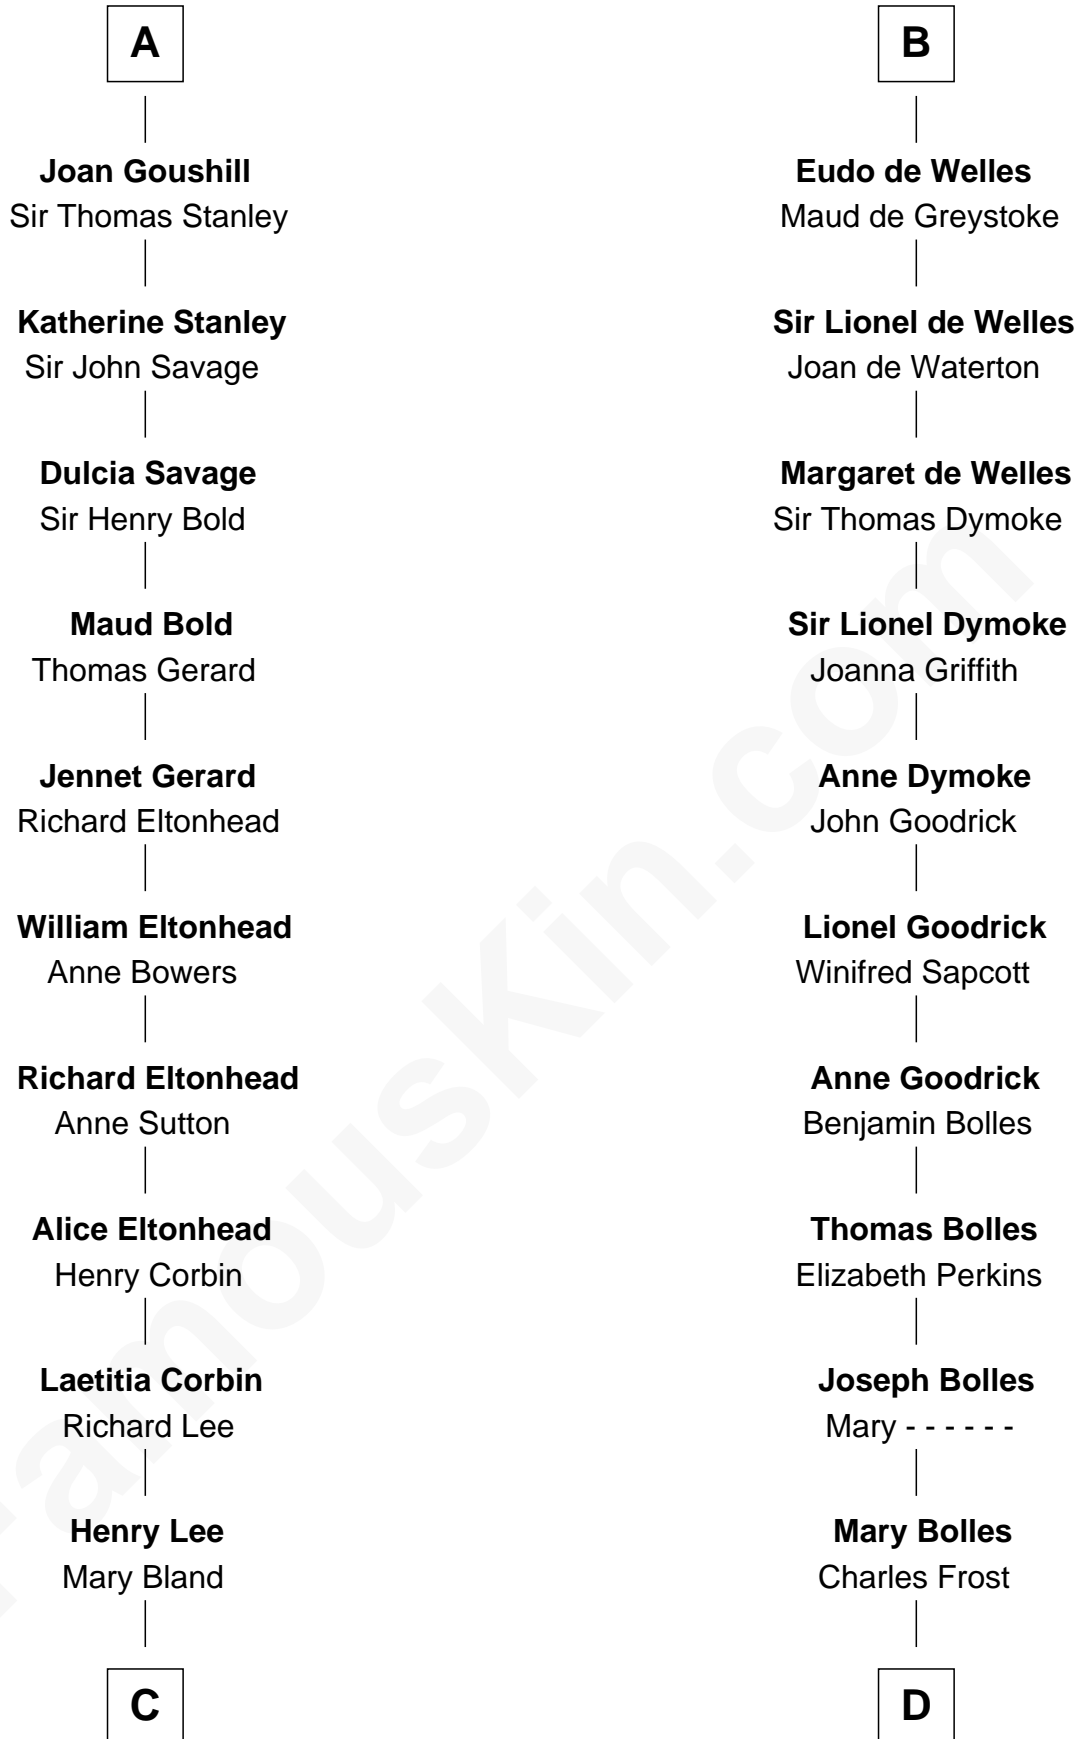 A
Joan Goushill
Sir Thomas Stanley
Katherine Stanley
Sir John Savage
Dulcia Savage
Sir Henry Bold
Maud Bold
Thomas Gerard
Jennet Gerard
Richard Eltonhead
William Eltonhead
Anne Bowers
Richard Eltonhead
Anne Sutton
Alice Eltonhead
Henry Corbin
Laetitia Corbin
Richard Lee
Henry Lee
Mary Bland
C
B
Eudo de Welles
Maud de Greystoke
Sir Lionel de Welles
Joan de Waterton
Margaret de Welles
Sir Thomas Dymoke
Sir Lionel Dymoke
Joanna Griffith
Anne Dymoke
John Goodrick
Lionel Goodrick
Winifred Sapcott
Anne Goodrick
Benjamin Bolles
Thomas Bolles
Elizabeth Perkins
Joseph Bolles
Mary - - - - - -
Mary Bolles
Charles Frost
D
FamousKin.com